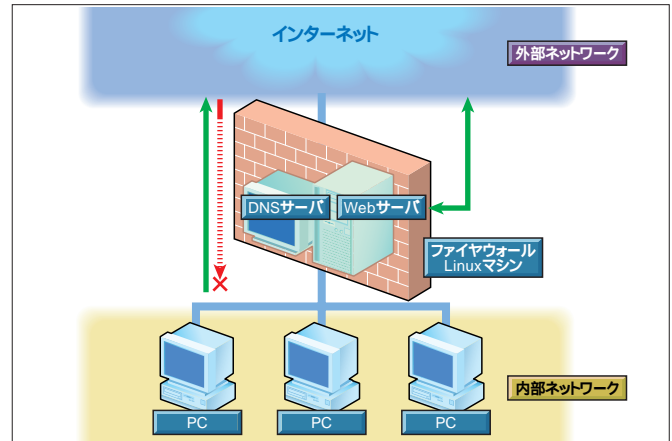 インターネット
外部ネットワーク
DNSサーバ
Webサーバ
ファイヤウォール
Linuxマシン
内部ネットワーク
PC
PC
PC